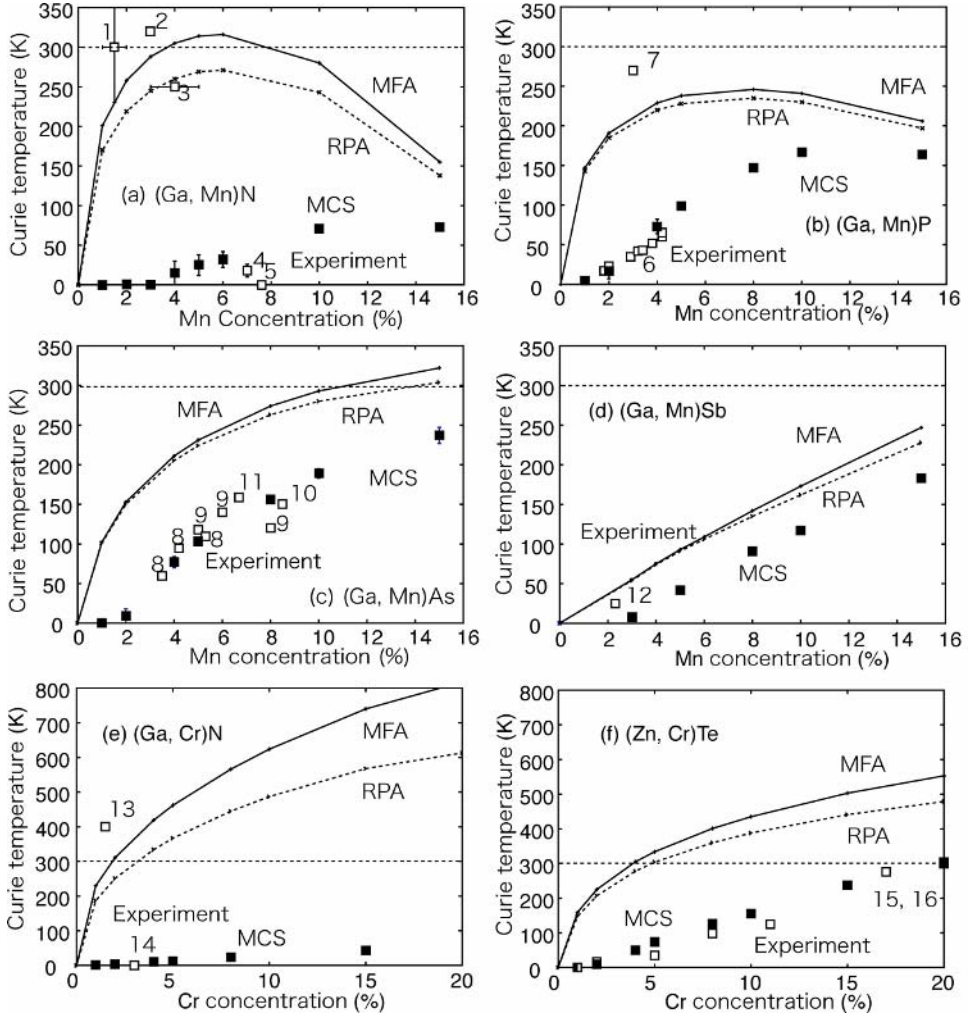 350
300
250
200
150
100
50
0
Curie temperature (K)
1
2
3
MFA
RPA
(a) (Ga, Mn)N
MCS
Experiment
4
5
0 2 4 6 8 10 12 14 16
Mn Concentration (%)
350
300
250
200
150
100
50
0
Curie temperature (K)
7
MFA
RPA
MCS
(b) (Ga, Mn)P
Experiment
6
0 2 4 6 8 10 12 14 16
Mn concentration (%)
350
300
250
200
150
100
50
0
Curie temperature (K)
MFA
RPA
MCS
11
10
9
9
9
8
8
8
Experiment
(c) (Ga, Mn)As
0 2 4 6 8 10 12 14 16
Mn concentration (%)
350
300
250
200
150
100
50
0
Curie temperature (K)
(d) (Ga, Mn)Sb
MFA
RPA
Experiment
MCS
12
0 2 4 6 8 10 12 14 16
Mn concentration (%)
800
700
600
500
400
300
200
100
0
Curie temperature (K)
(e) (Ga, Cr)N
MFA
RPA
13
Experiment
14
MCS
0 5 10 15 20
Cr concentration (%)
800
700
600
500
400
300
200
100
0
Curie temperature (K)
(f) (Zn, Cr)Te
MFA
RPA
15, 16
MCS
Experiment
0 5 10 15 20
Cr concentration (%)